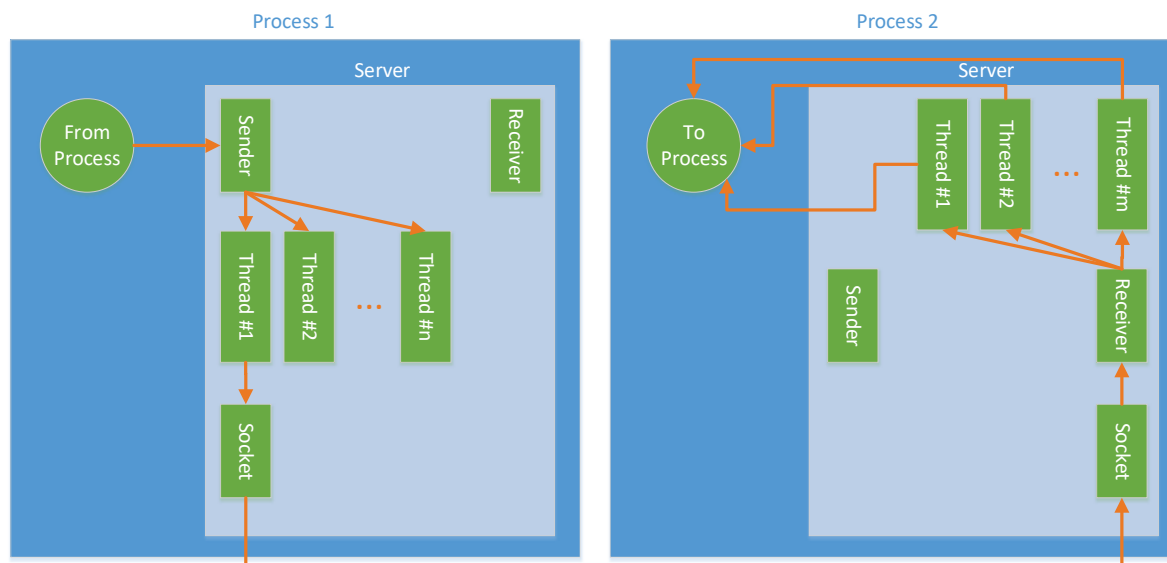 Process 1
Server
From
Process
Sender
Receiver
Thread #1
Thread #2
...
Thread #n
Socket
Process 2
Server
To
Process
Thread #1
Thread #2
...
Thread #m
Sender
Receiver
Socket